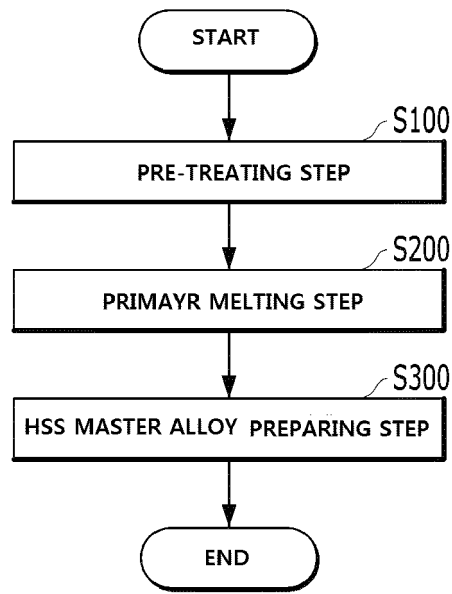 START
S100
PRE-TREATING STEP
S200
PRIMAYR MELTING STEP
S300
HSS MASTER ALLOY PREPARING STEP
END